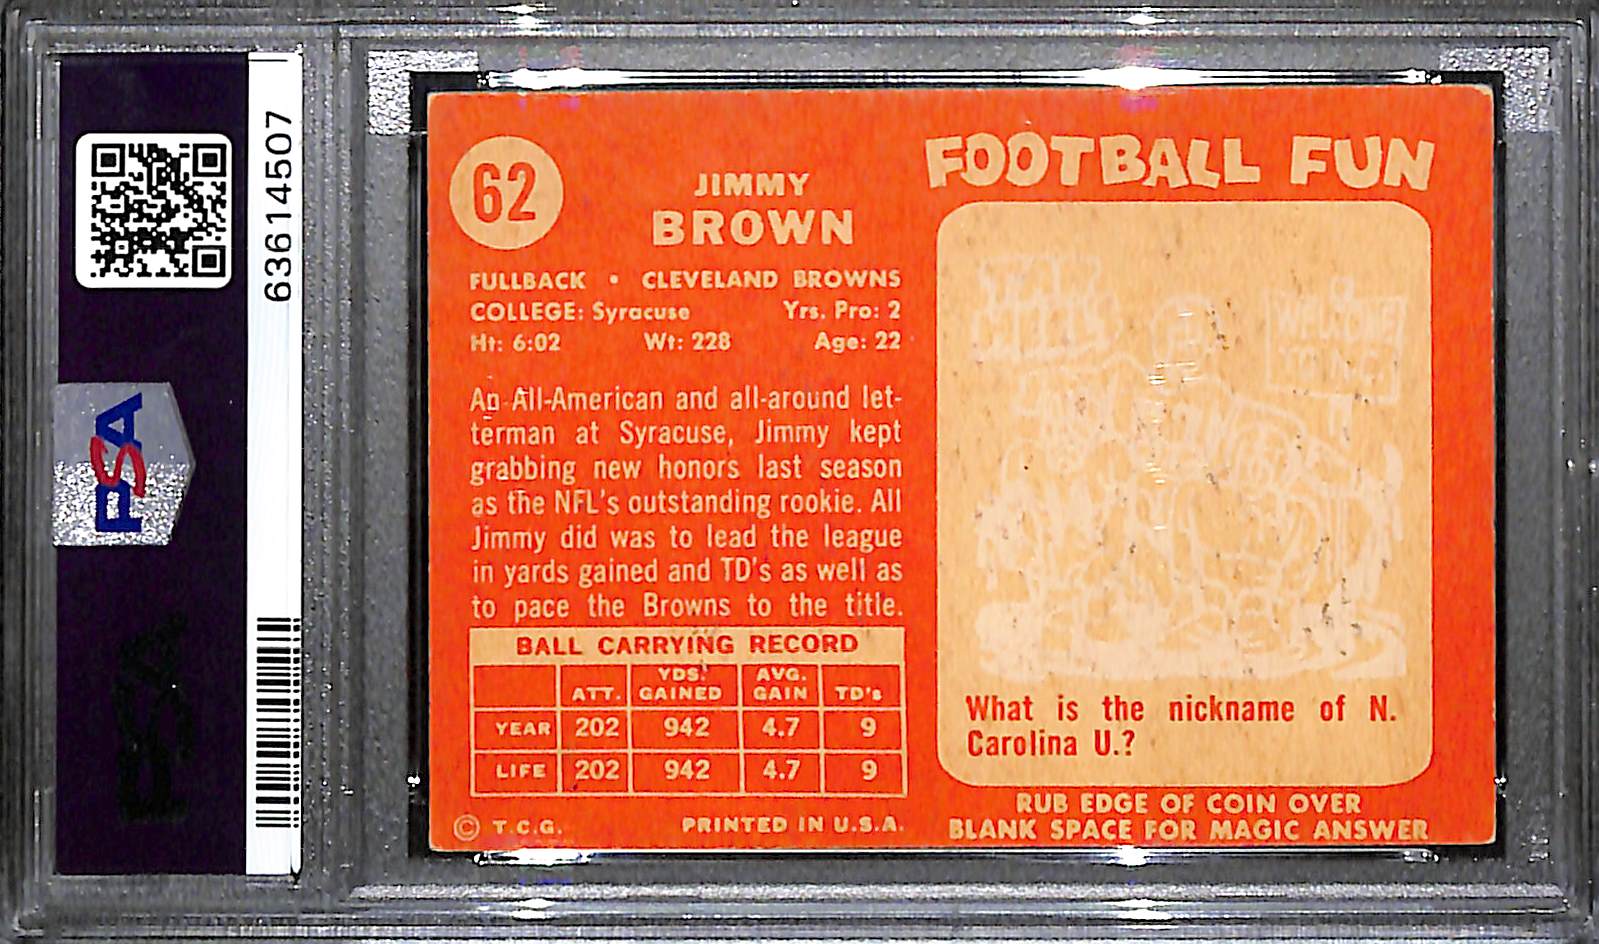 63614507
PSA
62
JIMMY
BROWN
FULLBACK • CLEVELAND BROWNS
COLLEGE: Syracuse Yrs. Pro: 2
Ht: 6:02 Wt: 228 Age: 22
An All-American and all-around let-
terman at Syracuse, Jimmy kept
grabbing new honors last season
as the NFL's outstanding rookie. All
Jimmy did was to lead the league
in yards gained and TD's as well as
to pace the Browns to the title.
BALL CARRYING RECORD
ATT. YDS. GAINED AVG. GAIN TD's
YEAR 202 942 4.7 9
LIFE 202 942 4.7 9
© T.C.G. PRINTED IN U.S.A.
FOOTBALL FUN
What is the nickname of N.
Carolina U.?
RUB EDGE OF COIN OVER
BLANK SPACE FOR MAGIC ANSWER